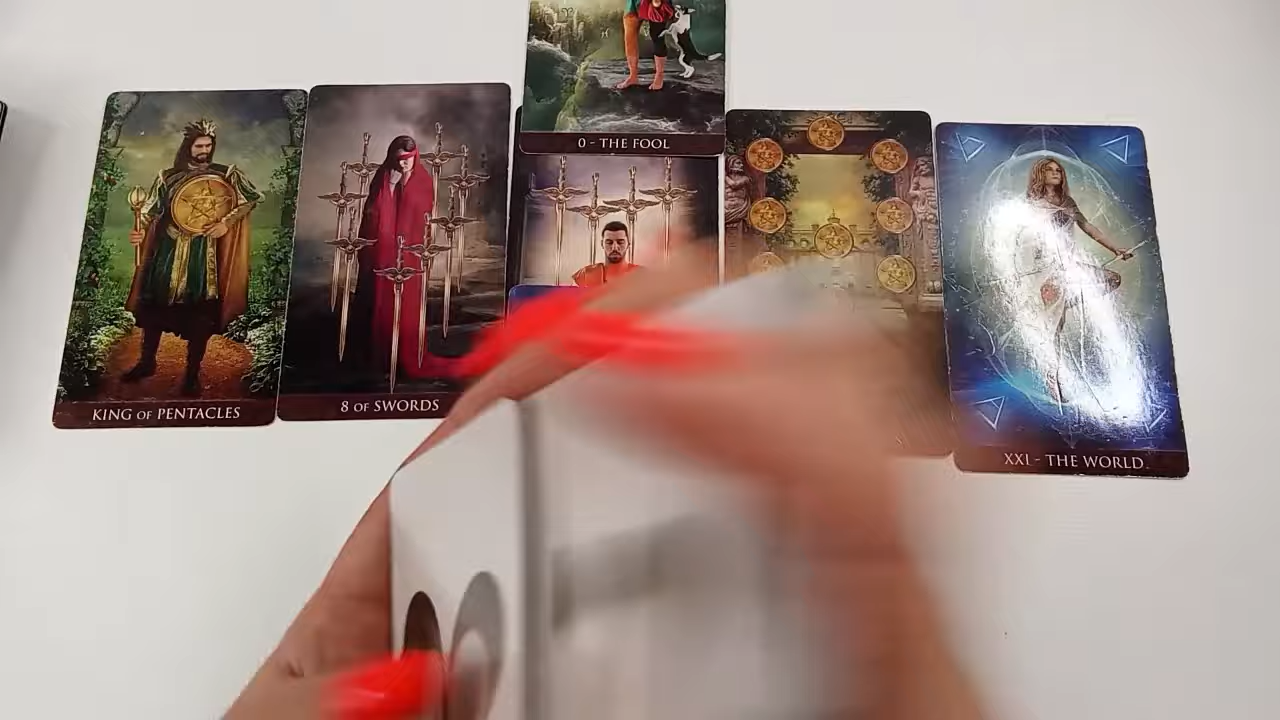 0 - THE FOOL
KING OF PENTACLES
8 OF SWORDS
XXI - THE WORLD